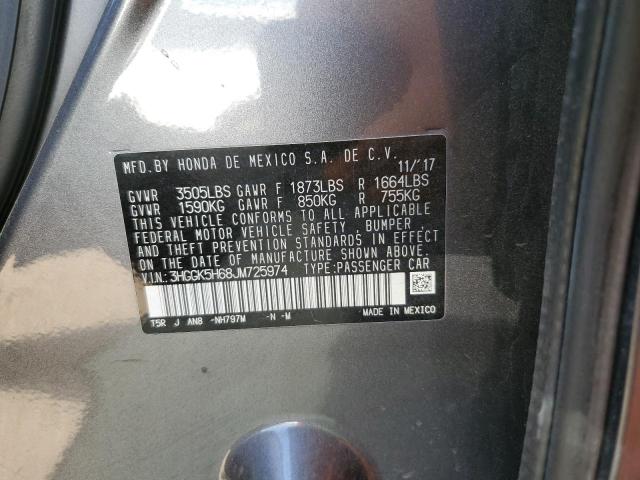 MFD. BY HONDA DE MEXICO S.A. DE C.V. 11/'17
GVWR 3505LBS GAWR F 1873LBS R 1664LBS
GVWR 1590KG GAWR F 850KG R 755KG
THIS VEHICLE CONFORMS TO ALL APPLICABLE
FEDERAL MOTOR VEHICLE SAFETY, BUMPER,
AND THEFT PREVENTION STANDARDS IN EFFECT
ON THE DATE OF MANUFACTURE SHOWN ABOVE.
V.I.N.:3HGGK5H68JM725974 TYPE:PASSENGER CAR
T5R J AN8 -NH797M -N -M MADE IN MEXICO